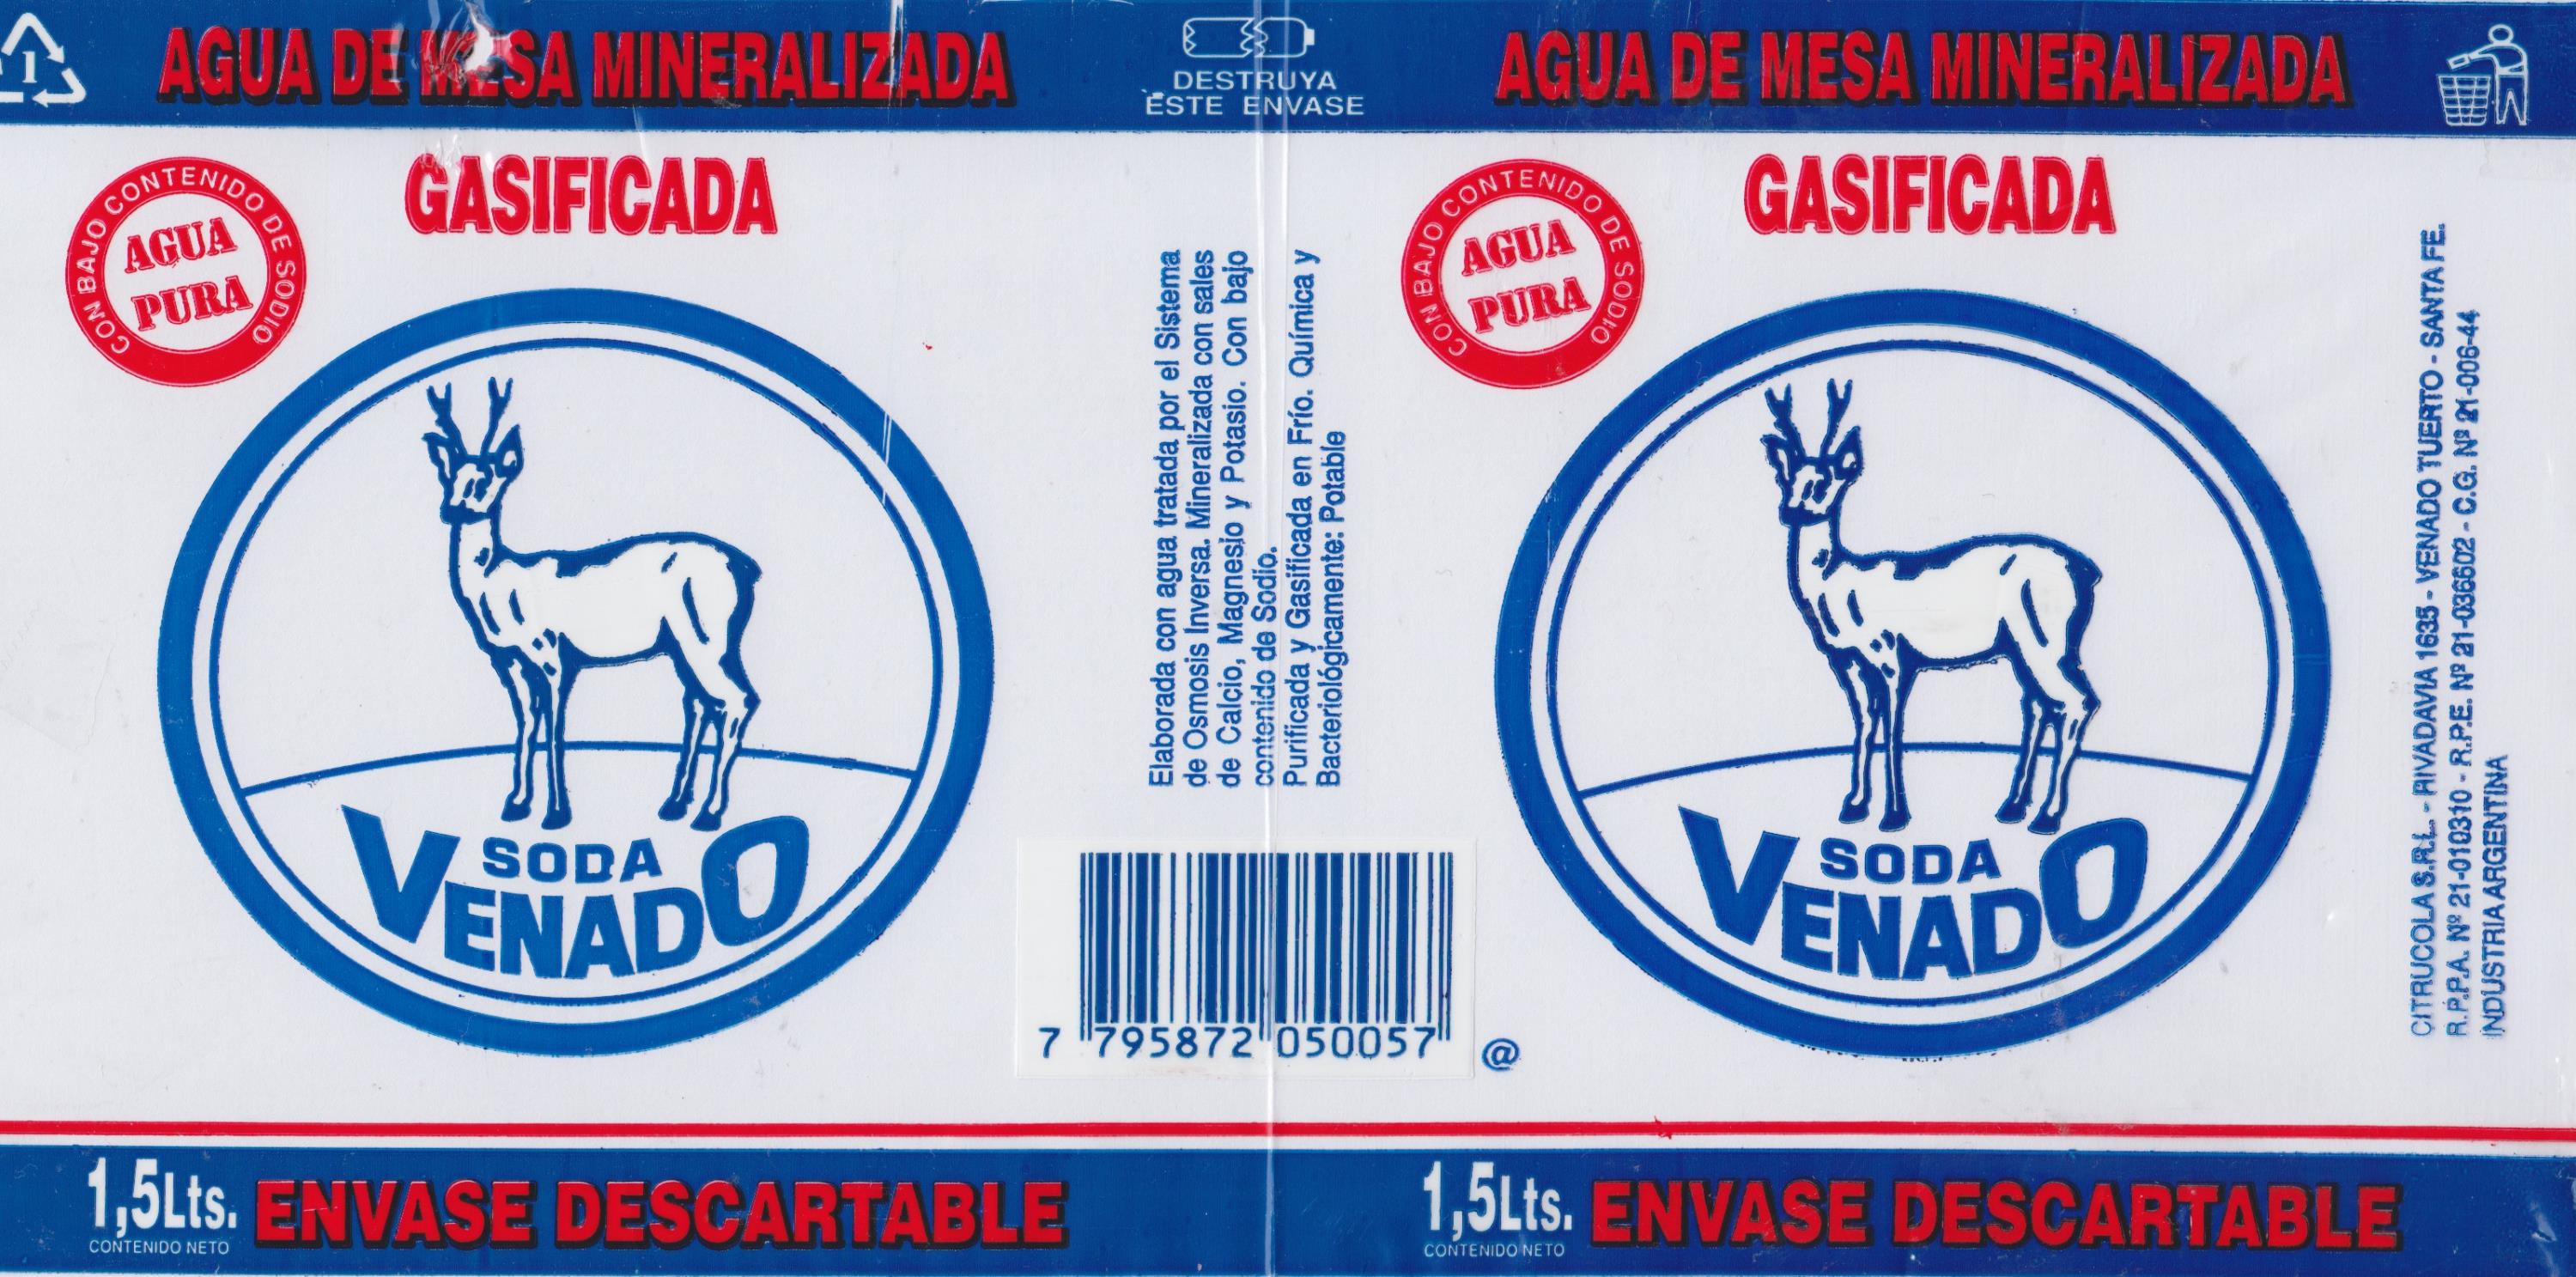 1
AGUA DE MESA MINERALIZADA
CON BAJO CONTENIDO DE SODIO
AGUA
PURA
GASIFICADA
SODA
VENADO
1,5Lts.
CONTENIDO NETO
ENVASE DESCARTABLE
DESTRUYA
ESTE ENVASE
Elaborada con agua tratada por el Sistema
de Osmosis Inversa. Mineralizada con sales
de Calcio, Magnesio y Potasio. Con bajo
contenido de Sodio.
Purificada y Gasificada en Frío. Química y
Bacteriológicamente: Potable
7 795872 050057
@
AGUA DE MESA MINERALIZADA
CON BAJO CONTENIDO DE SODIO
AGUA
PURA
GASIFICADA
SODA
VENADO
1,5Lts.
CONTENIDO NETO
ENVASE DESCARTABLE
CITRUCOLA S.R.L. - RIVADAVIA 1635 - VENADO TUERTO - SANTA FE.
R.P.P.A. Nº 21-010310 - R.P.E. Nº 21-036602 - C.G. Nº 21-006-44
INDUSTRIA ARGENTINA